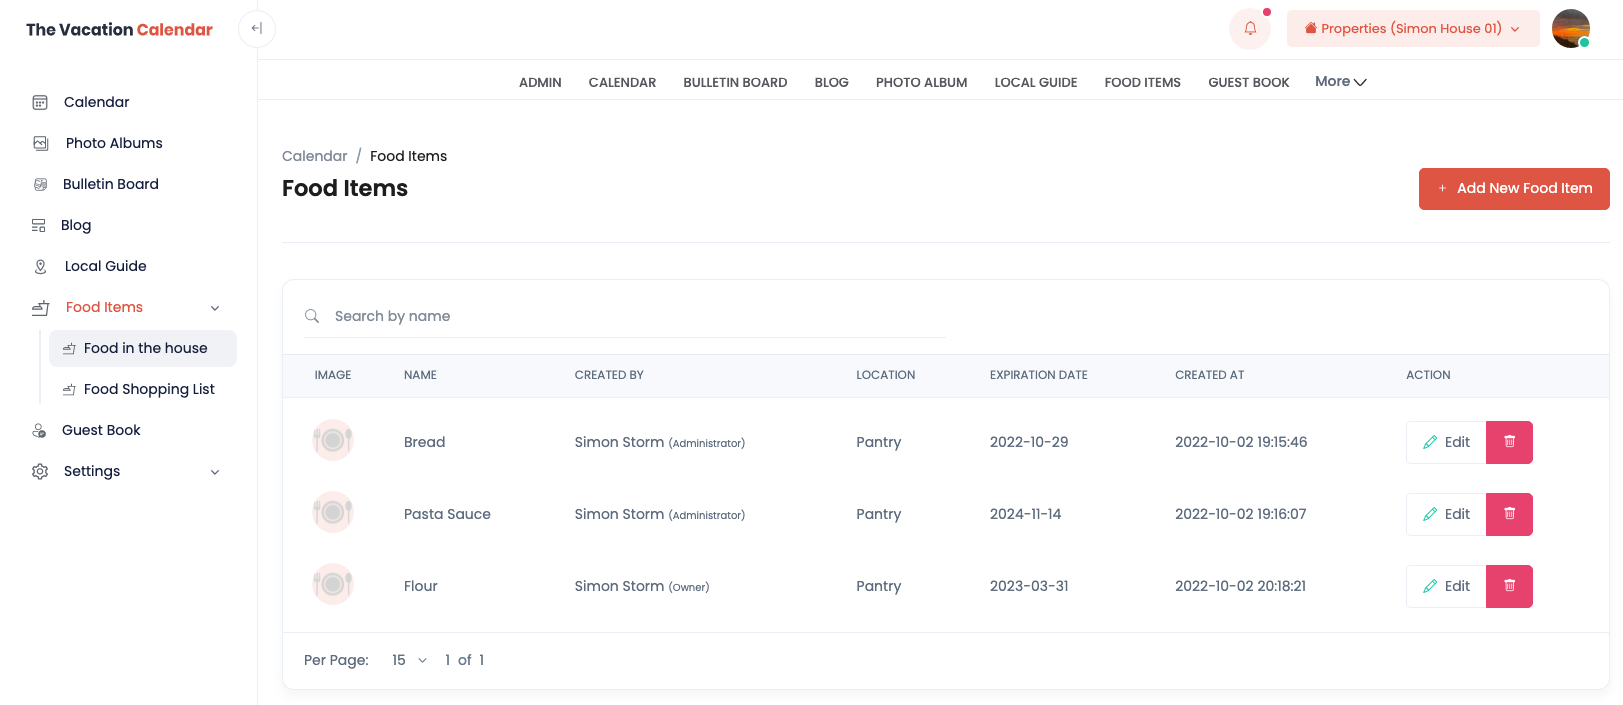 The Vacation Calendar
Properties (Simon House 01)
ADMIN CALENDAR BULLETIN BOARD BLOG PHOTO ALBUM LOCAL GUIDE FOOD ITEMS GUEST BOOK More
Calendar
Photo Albums
Bulletin Board
Blog
Local Guide
Food Items
Food in the house
Food Shopping List
Guest Book
Settings
Calendar / Food Items
Food Items
+ Add New Food Item
Search by name
IMAGE NAME CREATED BY LOCATION EXPIRATION DATE CREATED AT ACTION
Bread Simon Storm (Administrator) Pantry 2022-10-29 2022-10-02 19:15:46 Edit
Pasta Sauce Simon Storm (Administrator) Pantry 2024-11-14 2022-10-02 19:16:07 Edit
Flour Simon Storm (Owner) Pantry 2023-03-31 2022-10-02 20:18:21 Edit
Per Page: 15 1 of 1